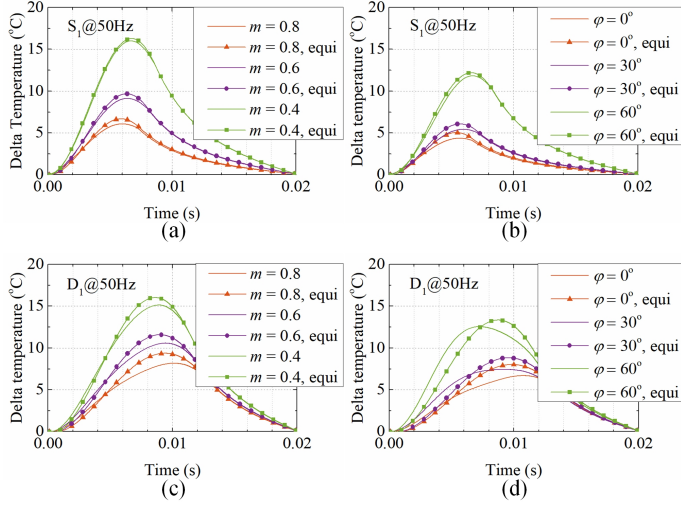 S₁@50Hz
Delta Temperature (°C)
20
15
10
5
0
0.00
0.01
0.02
Time (s)
m = 0.8
m = 0.8, equi
m = 0.6
m = 0.6, equi
m = 0.4
m = 0.4, equi
(a)
S₁@50Hz
Delta temperature (°C)
20
15
10
5
0
0.00
0.01
0.02
Time (s)
φ = 0°
φ = 0°, equi
φ = 30°
φ = 30°, equi
φ = 60°
φ = 60°, equi
(b)
D₁@50Hz
Delta temperature (°C)
20
15
10
5
0
0.00
0.01
0.02
Time (s)
m = 0.8
m = 0.8, equi
m = 0.6
m = 0.6, equi
m = 0.4
m = 0.4, equi
(c)
D₁@50Hz
Delta temperature (°C)
20
15
10
5
0
0.00
0.01
0.02
Time (s)
φ = 0°
φ = 0°, equi
φ = 30°
φ = 30°, equi
φ = 60°
φ = 60°, equi
(d)